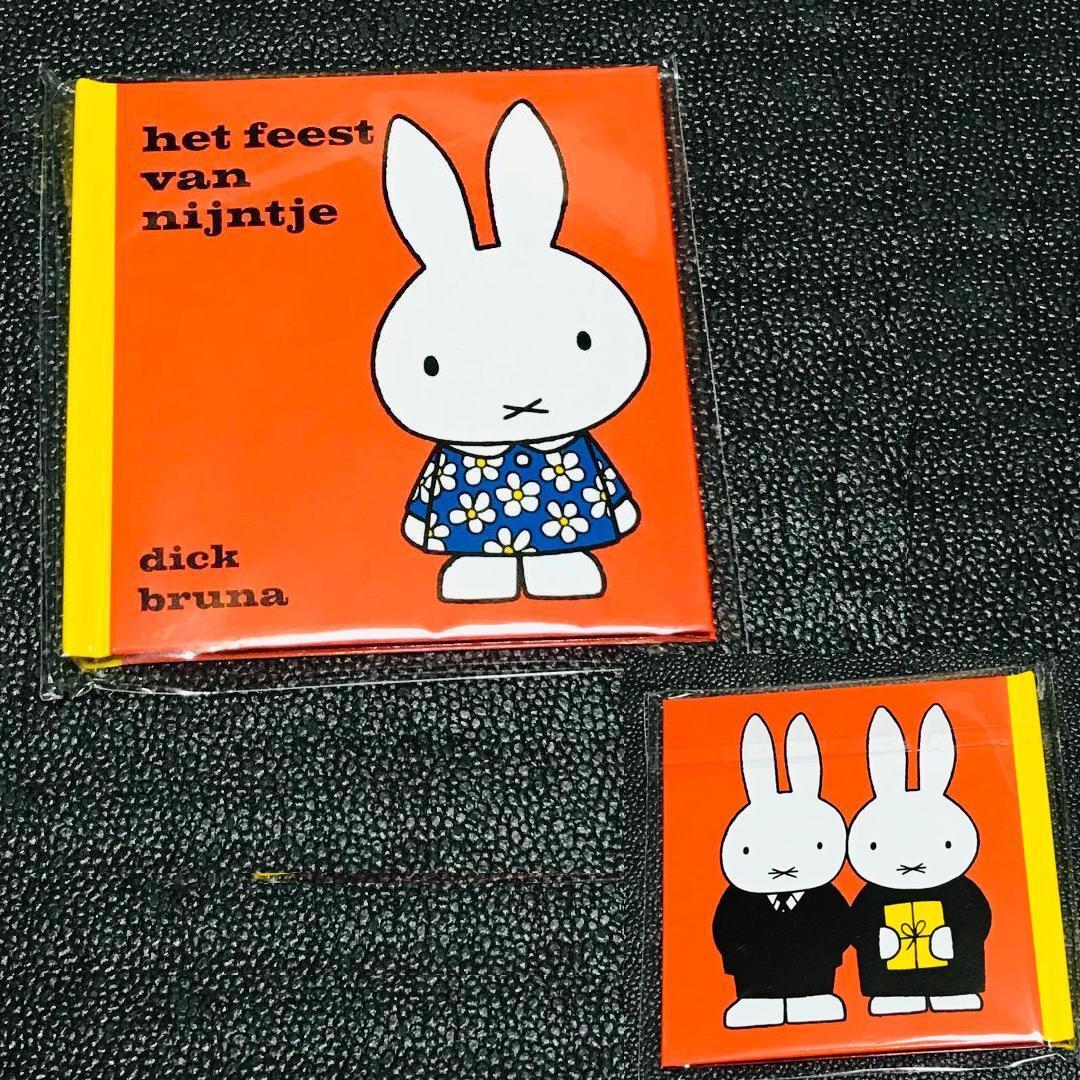 het feest
van
nijntje
dick
bruna